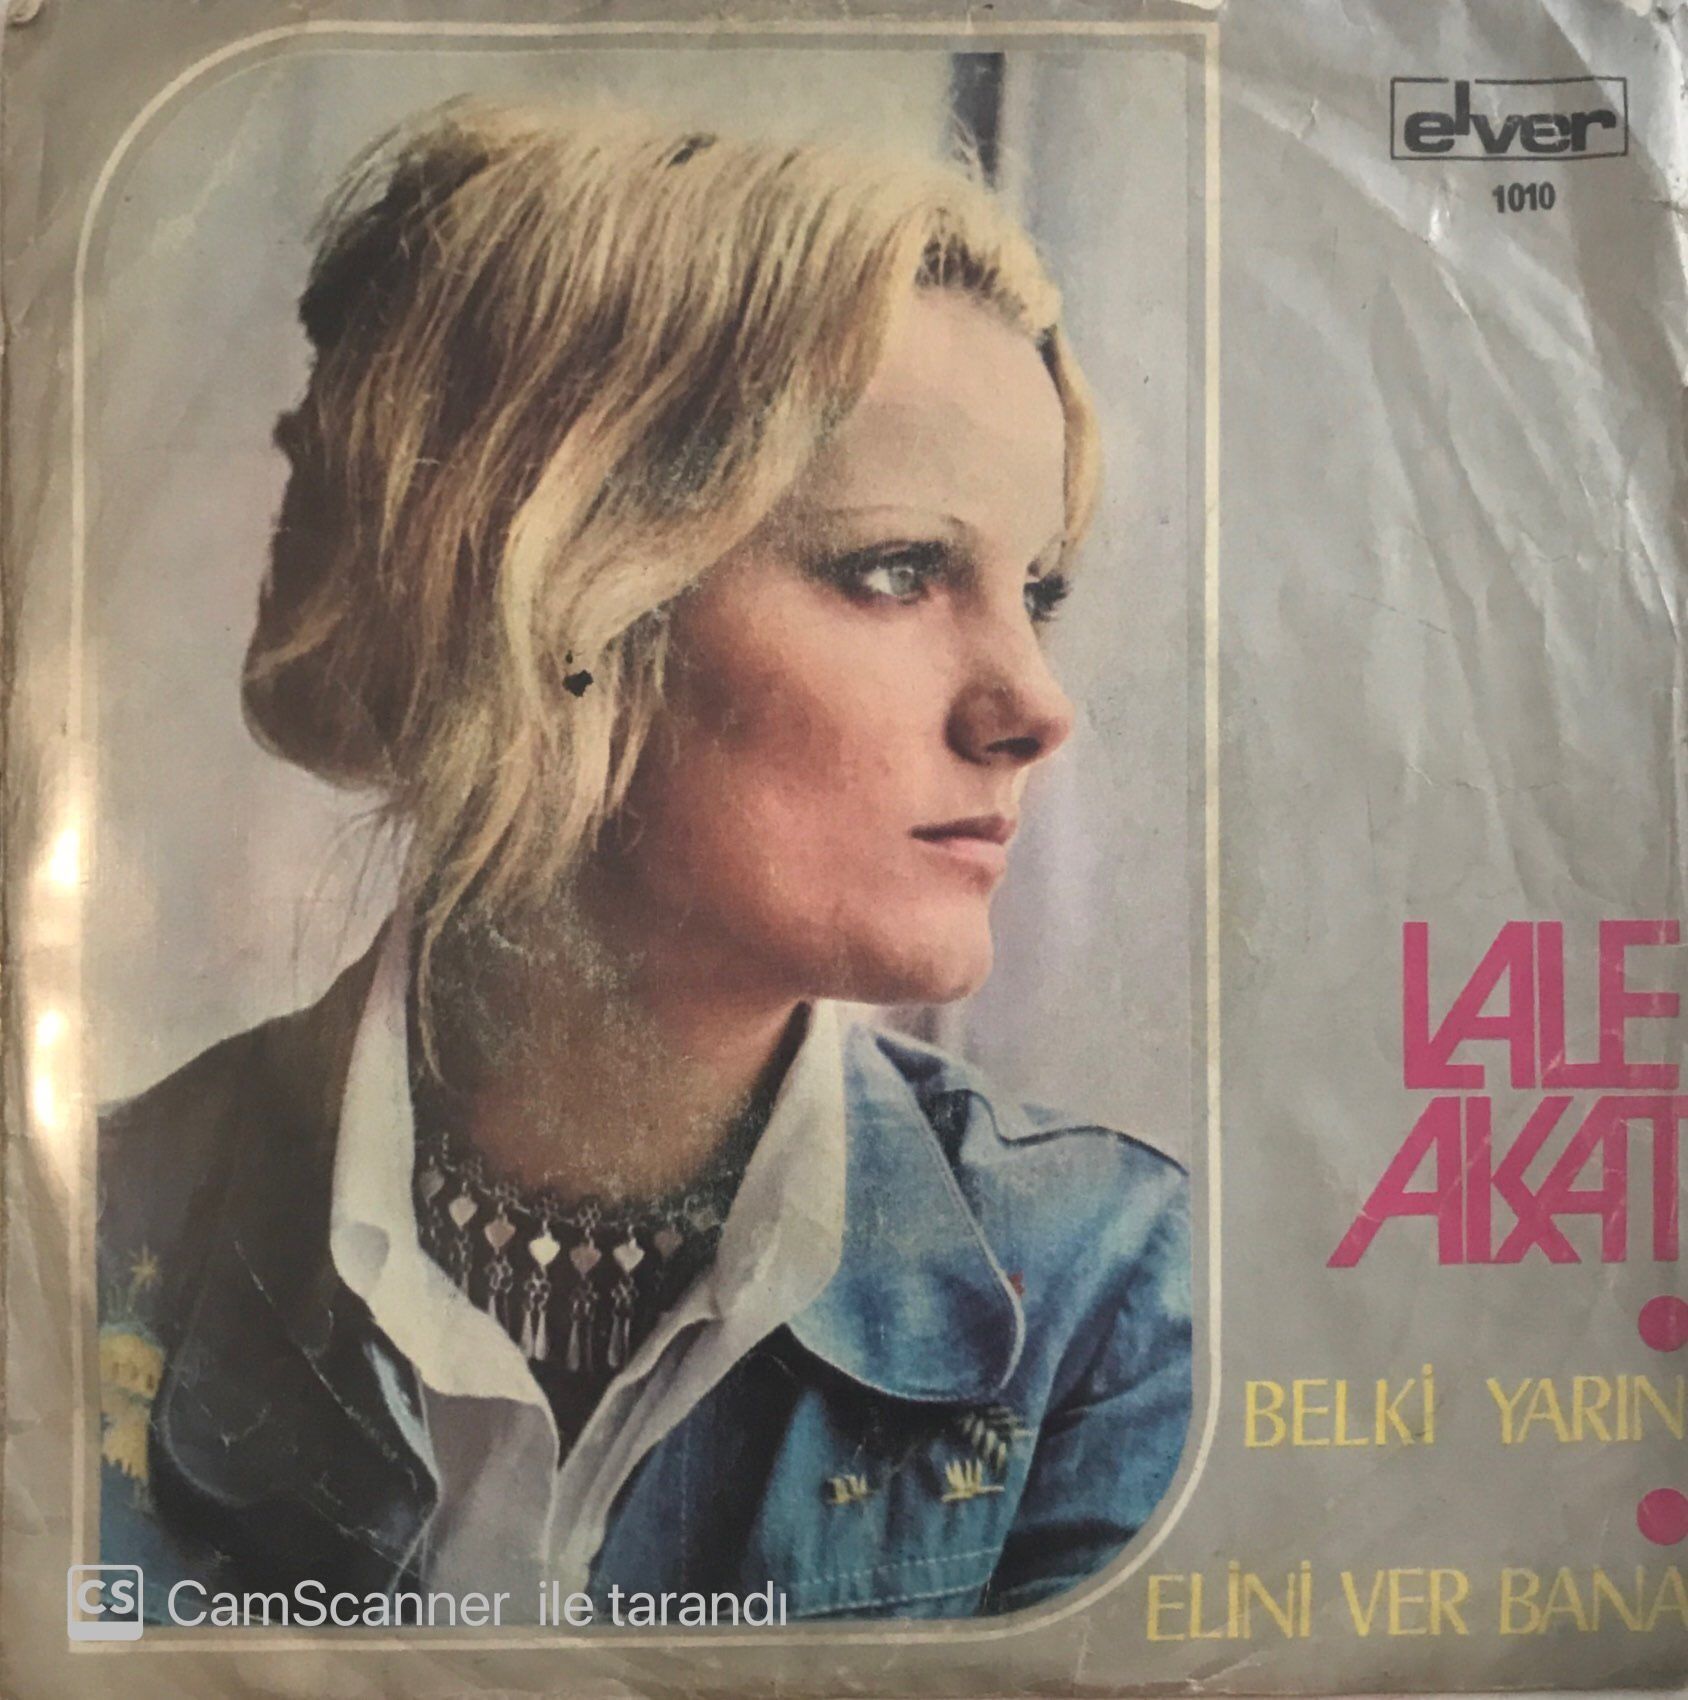 elver
1010
LALE
AKAT
BELKİ YARIN
ELİNİ VER BANA
CS CamScanner ile tarandı